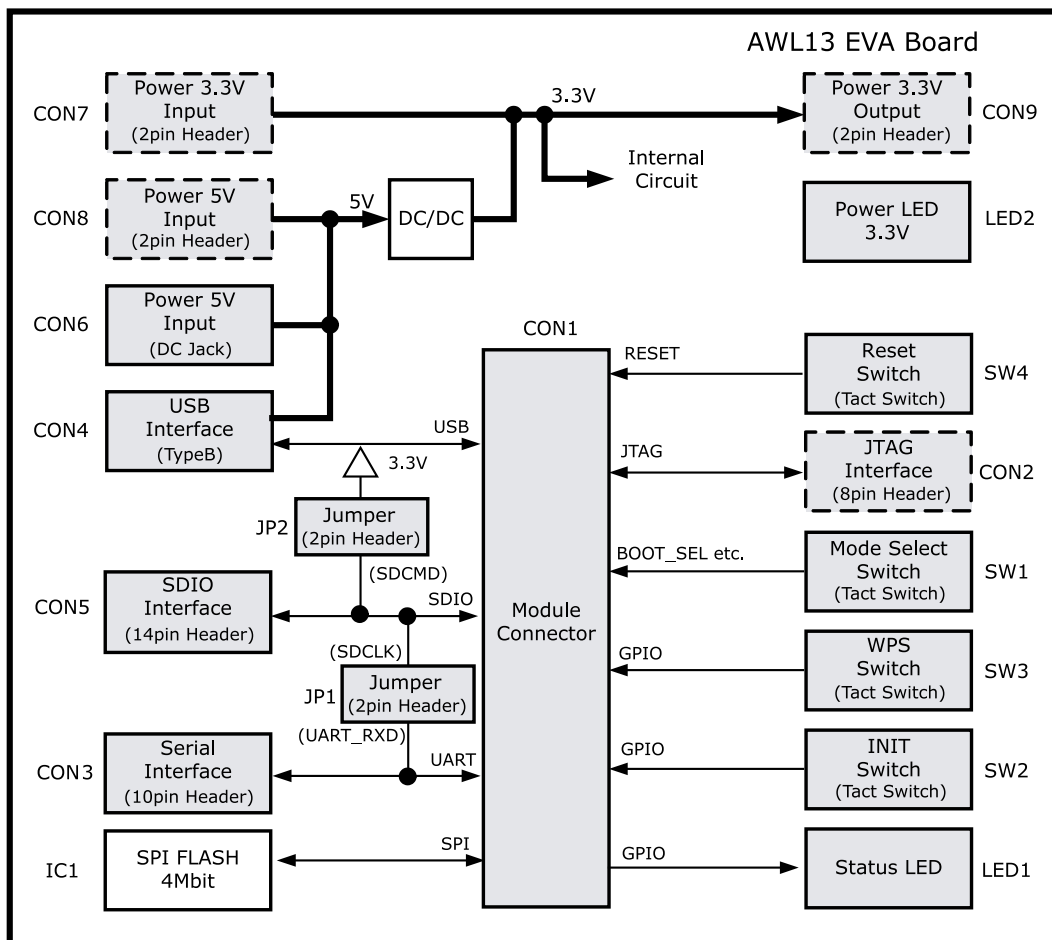 AWL13 EVA Board
CON7
Power 3.3V
Input
(2pin Header)
3.3V
Power 3.3V
Output
(2pin Header)
CON9
Internal
Circuit
CON8
Power 5V
Input
(2pin Header)
5V
DC/DC
Power LED
3.3V
LED2
CON6
Power 5V
Input
(DC Jack)
CON4
USB
Interface
(TypeB)
USB
3.3V
JP2
Jumper
(2pin Header)
(SDCMD)
CON5
SDIO
Interface
(14pin Header)
SDIO
(SDCLK)
JP1
Jumper
(2pin Header)
(UART_RXD)
CON3
Serial
Interface
(10pin Header)
UART
IC1
SPI FLASH
4Mbit
SPI
CON1
Module
Connector
RESET
Reset
Switch
(Tact Switch)
SW4
JTAG
JTAG
Interface
(8pin Header)
CON2
BOOT_SEL etc.
Mode Select
Switch
(Tact Switch)
SW1
GPIO
WPS
Switch
(Tact Switch)
SW3
GPIO
INIT
Switch
(Tact Switch)
SW2
GPIO
Status LED
LED1